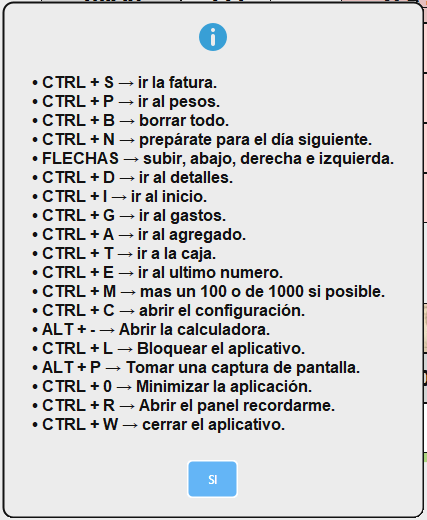 • CTRL + S → ir la fatura.
• CTRL + P → ir al pesos.
• CTRL + B → borrar todo.
• CTRL + N → prepárate para el día siguiente.
• FLECHAS → subir, abajo, derecha e izquierda.
• CTRL + D → ir al detalles.
• CTRL + I → ir al inicio.
• CTRL + G → ir al gastos.
• CTRL + A → ir al agregado.
• CTRL + T → ir a la caja.
• CTRL + E → ir al ultimo numero.
• CTRL + M → mas un 100 o de 1000 si posible.
• CTRL + C → abrir el configuración.
• ALT + - → Abrir la calculadora.
• CTRL + L → Bloquear el aplicativo.
• ALT + P → Tomar una captura de pantalla.
• CTRL + 0 → Minimizar la aplicación.
• CTRL + R → Abrir el panel recordarme.
• CTRL + W → cerrar el aplicativo.
SI